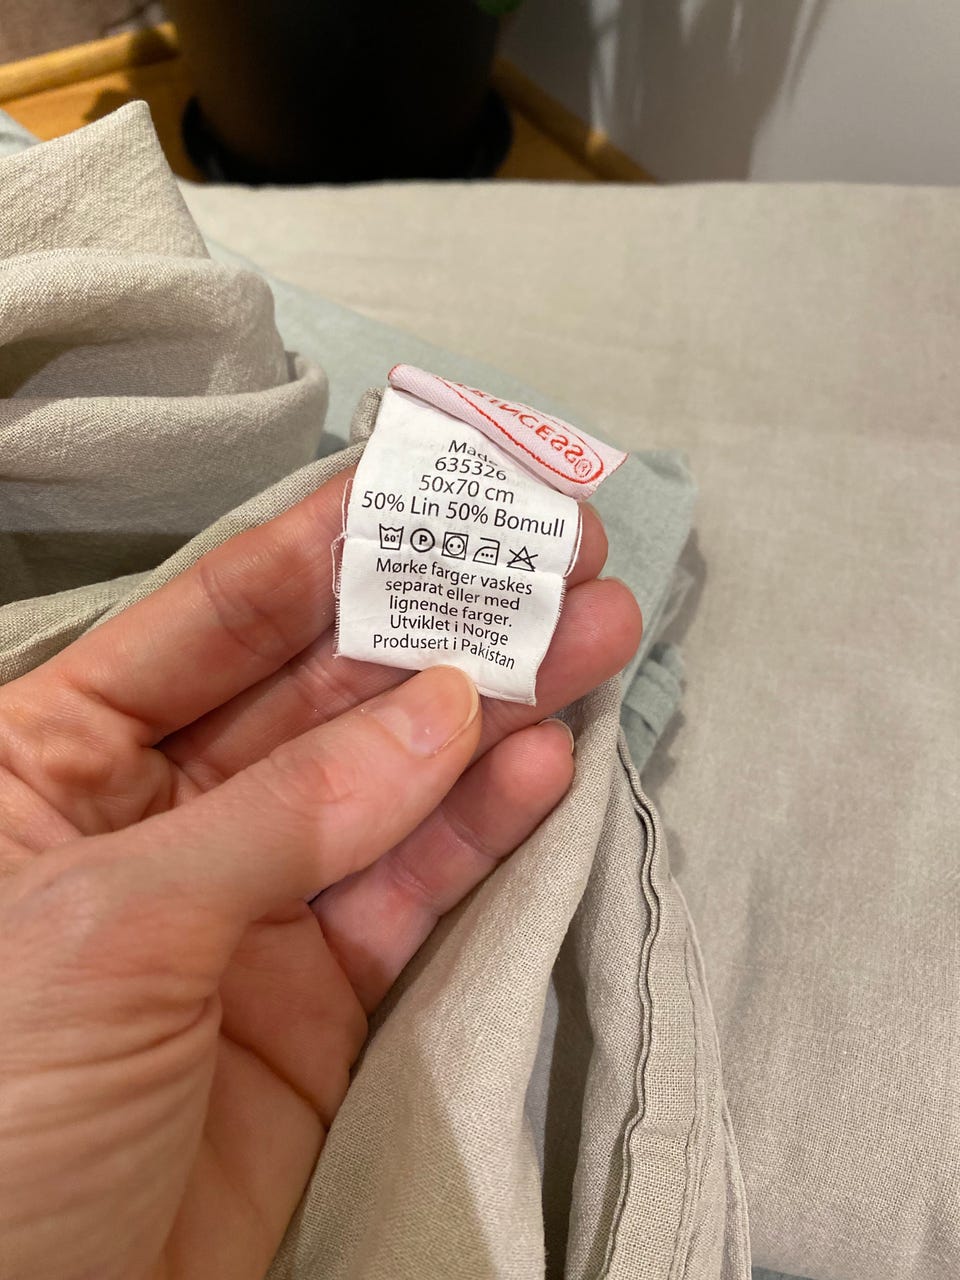 635326
50x70 cm
50% Lin 50% Bomull
60°
P
Mørke farger vaskes
separat eller med
lignende farger.
Utviklet i Norge
Produsert i Pakistan